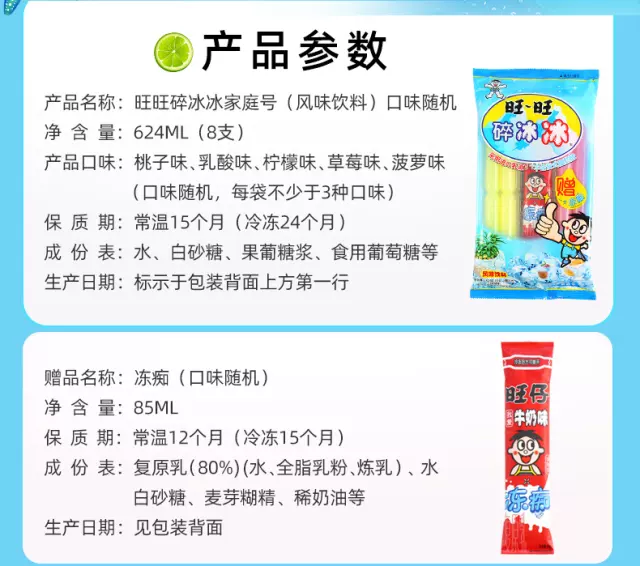 产品参数
产品名称：旺旺碎冰冰家庭号（风味饮料）口味随机
净 含 量：624ML（8支）
产品口味：桃子味、乳酸味、柠檬味、草莓味、菠萝味
（口味随机，每袋不少于3种口味）
保 质 期：常温15个月（冷冻24个月）
成 份 表：水、白砂糖、果葡糖浆、食用葡萄糖等
生产日期：标示于包装背面上方第一行
旺~旺
碎冰冰
赠
风味饮料
赠品名称：冻痴（口味随机）
净 含 量：85ML
保 质 期：常温12个月（冷冻15个月）
成 份 表：复原乳(80%)(水、全脂乳粉、炼乳）、水
白砂糖、麦芽糊精、稀奶油等
生产日期：见包装背面
旺仔
牛奶味
冻痴